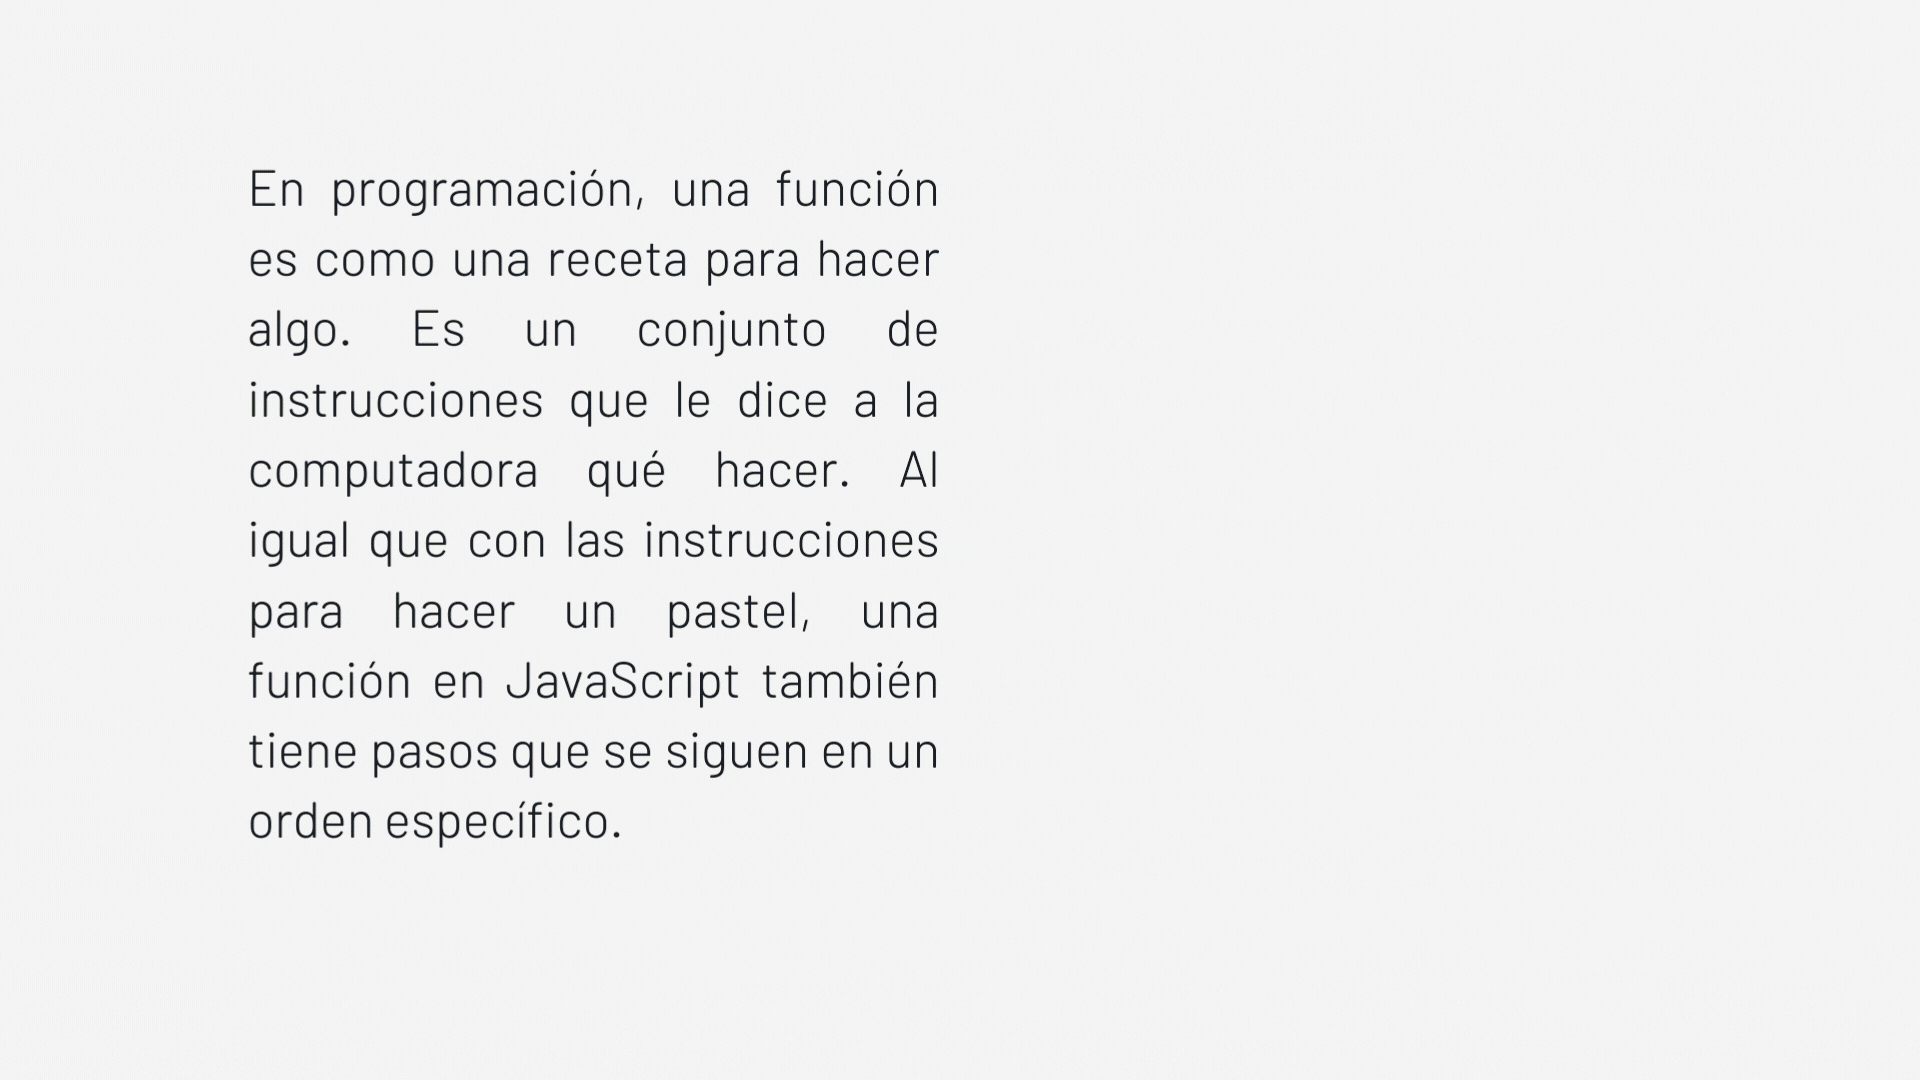 En programación, una función
es como una receta para hacer
algo. Es un conjunto de
instrucciones que le dice a la
computadora qué hacer. Al
igual que con las instrucciones
para hacer un pastel, una
función en JavaScript también
tiene pasos que se siguen en un
orden específico.